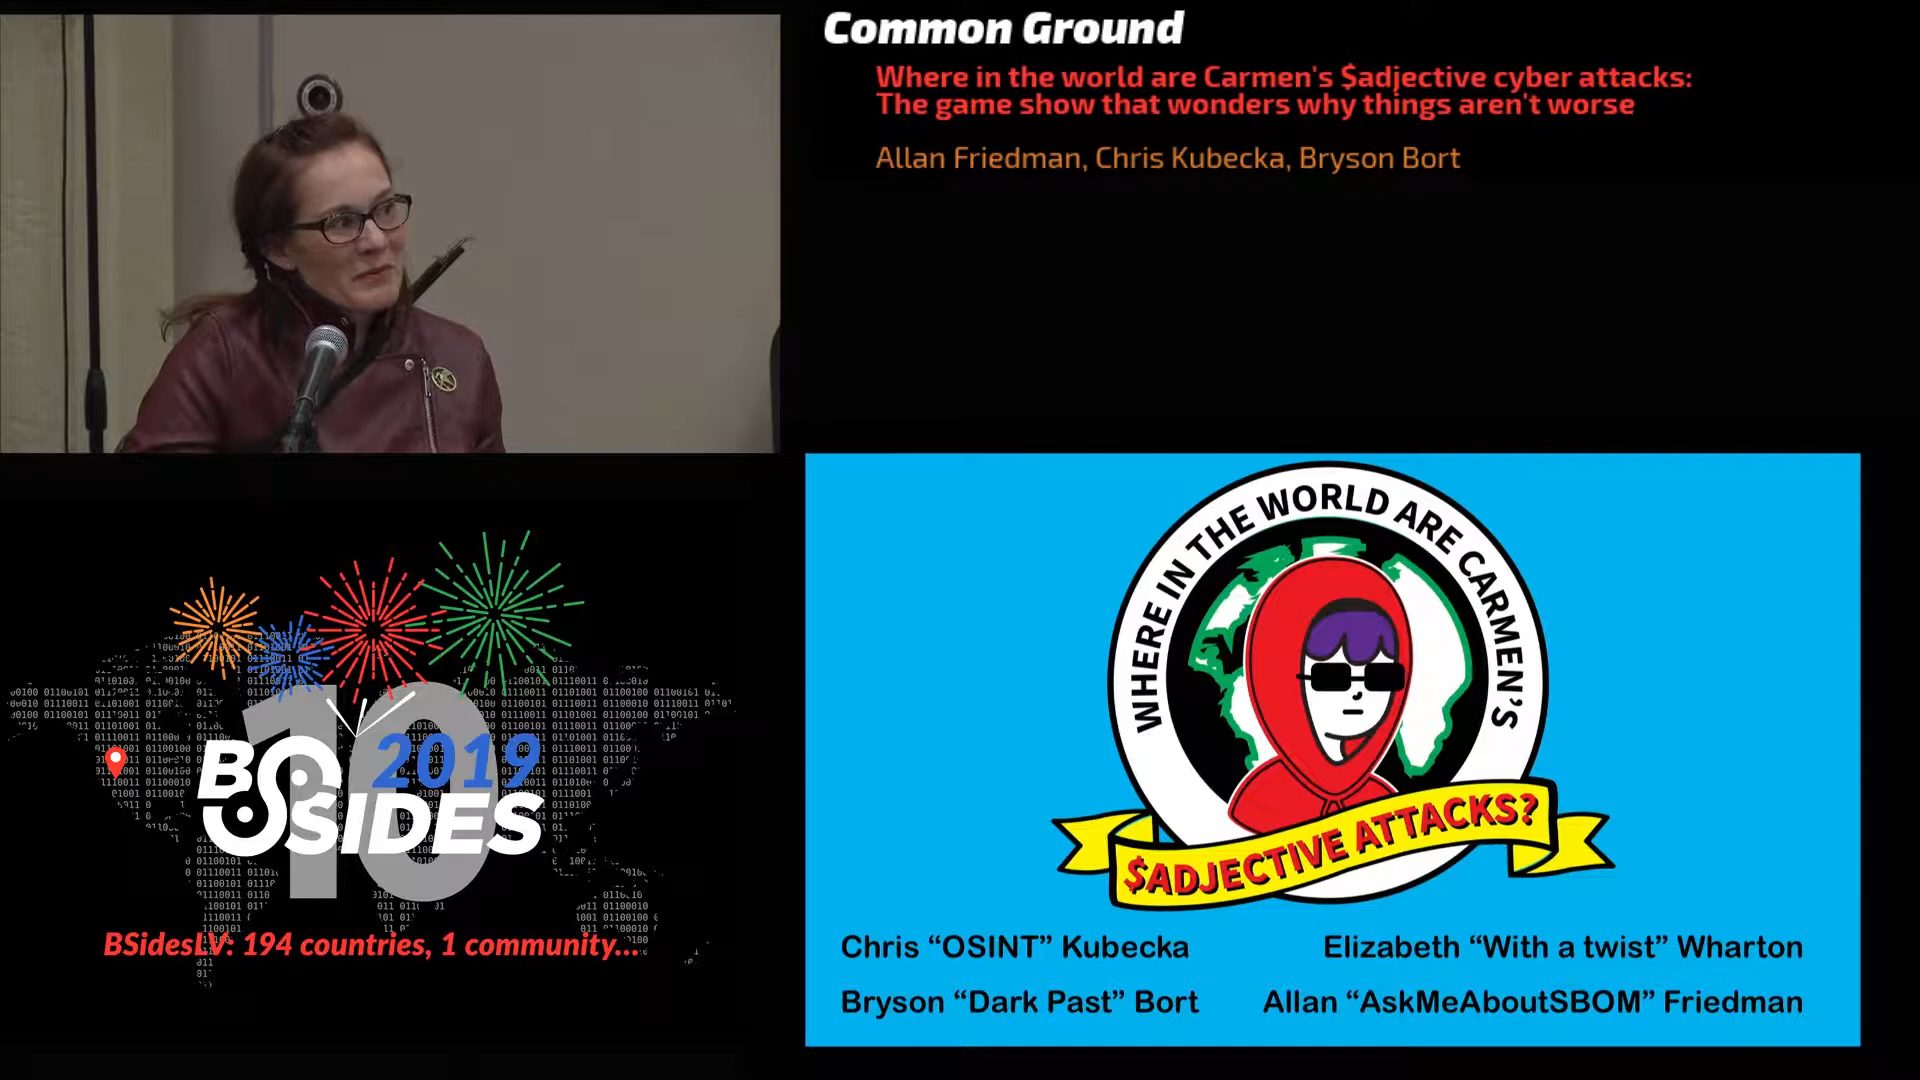 Common Ground
Where in the world are Carmen's $adjective cyber attacks:
The game show that wonders why things aren't worse
Allan Friedman, Chris Kubecka, Bryson Bort
WHERE IN THE WORLD ARE CARMEN'S
$ADJECTIVE ATTACKS?
Chris “OSINT” Kubecka
Elizabeth “With a twist” Wharton
Bryson “Dark Past” Bort
Allan “AskMeAboutSBOM” Friedman
10
2019
BSIDES
BSidesLV: 194 countries, 1 community...